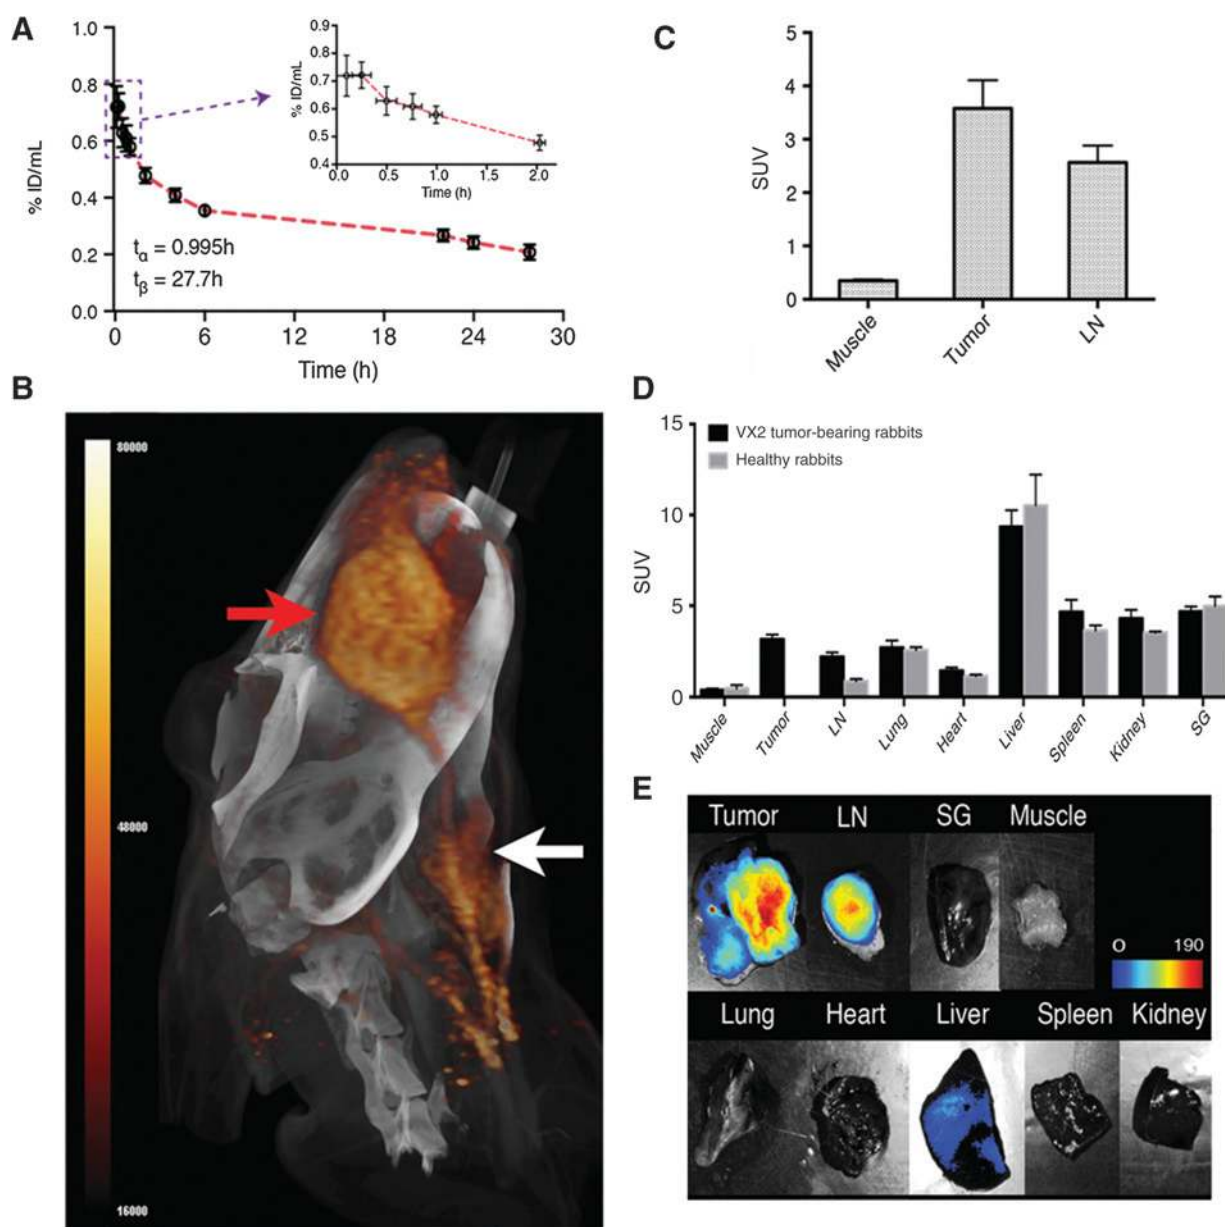 A
% ID/mL
1.0
0.8
0.6
0.4
0.2
0.0
0 6 12 18 24 30
Time (h)
tα = 0.995h
tβ = 27.7h
% ID/mL
0.9
0.8
0.7
0.6
0.5
0.4
0.0 0.5 1.0 1.5 2.0
Time (h)
C
SUV
5
4
3
2
1
0
Muscle Tumor LN
B
80000
48000
16000
D
SUV
15
10
5
0
VX2 tumor-bearing rabbits
Healthy rabbits
Muscle Tumor LN Lung Heart Liver Spleen Kidney SG
E
Tumor LN SG Muscle
O 190
Lung Heart Liver Spleen Kidney